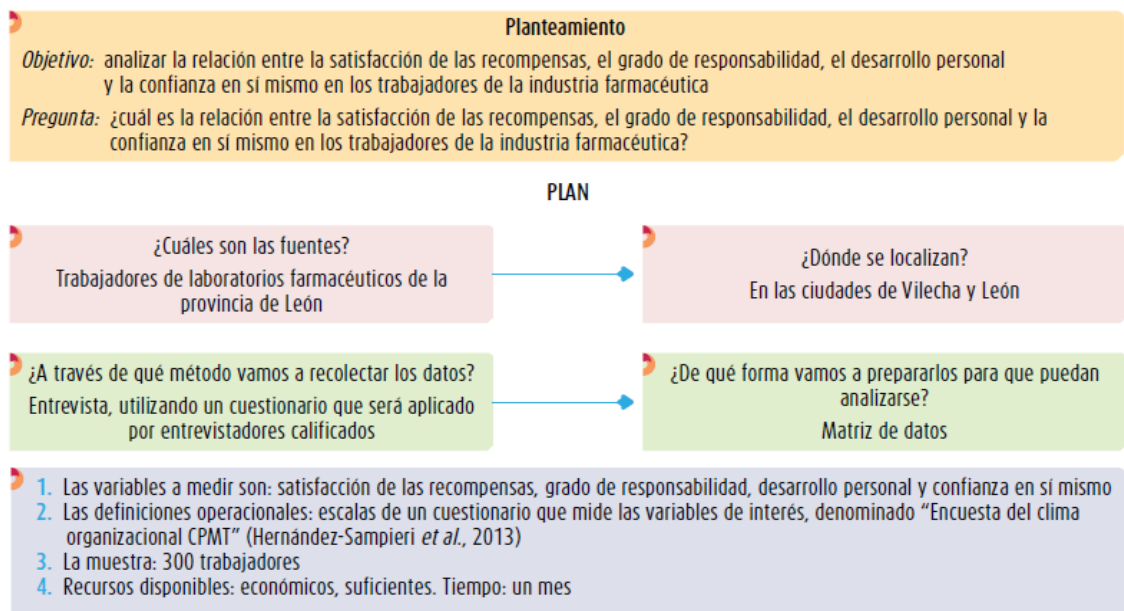 Planteamiento
Objetivo: analizar la relación entre la satisfacción de las recompensas, el grado de responsabilidad, el desarrollo personal
y la confianza en sí mismo en los trabajadores de la industria farmacéutica
Pregunta: ¿cuál es la relación entre la satisfacción de las recompensas, el grado de responsabilidad, el desarrollo personal y la
confianza en sí mismo en los trabajadores de la industria farmacéutica?
PLAN
¿Cuáles son las fuentes?
Trabajadores de laboratorios farmacéuticos de la
provincia de León
¿Dónde se localizan?
En las ciudades de Vilecha y León
¿A través de qué método vamos a recolectar los datos?
Entrevista, utilizando un cuestionario que será aplicado
por entrevistadores calificados
¿De qué forma vamos a prepararlos para que puedan
analizarse?
Matriz de datos
1. Las variables a medir son: satisfacción de las recompensas, grado de responsabilidad, desarrollo personal y confianza en sí mismo
2. Las definiciones operacionales: escalas de un cuestionario que mide las variables de interés, denominado “Encuesta del clima
organizacional CPMT” (Hernández-Sampieri et al., 2013)
3. La muestra: 300 trabajadores
4. Recursos disponibles: económicos, suficientes. Tiempo: un mes